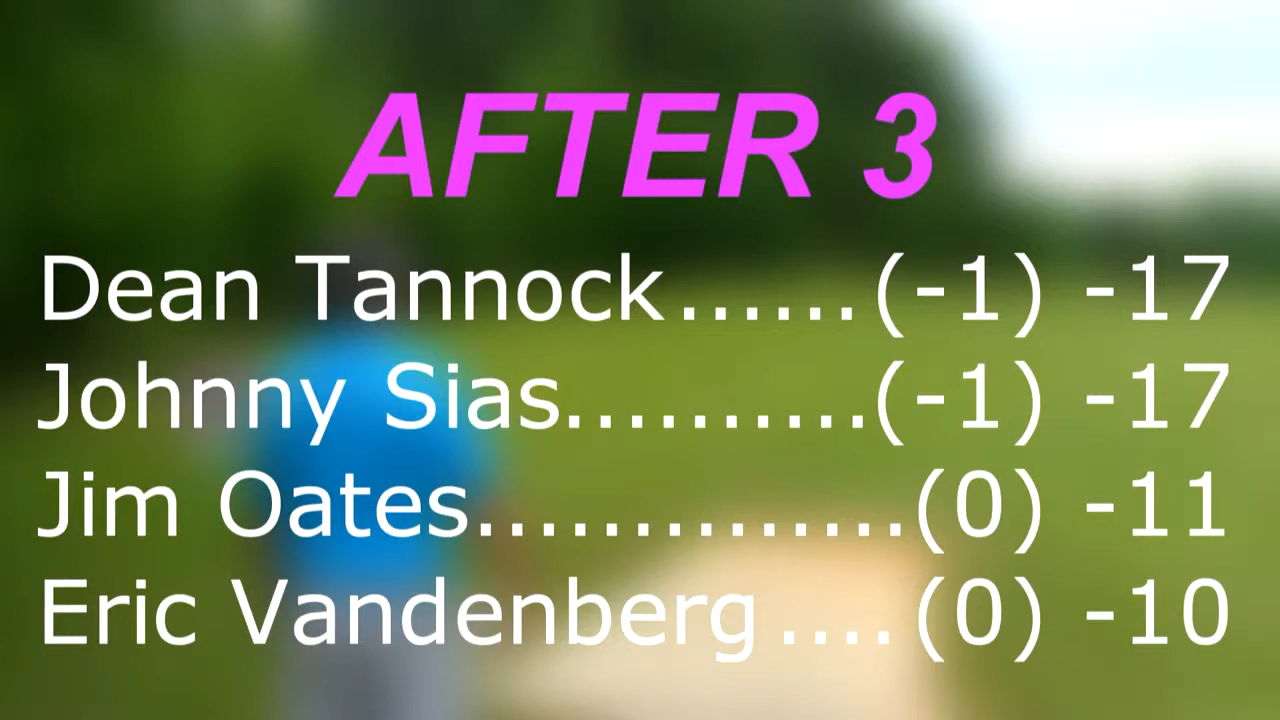 AFTER 3
Dean Tannock......(-1) -17
Johnny Sias..........(-1) -17
Jim Oates..............(0) -11
Eric Vandenberg ....(0) -10